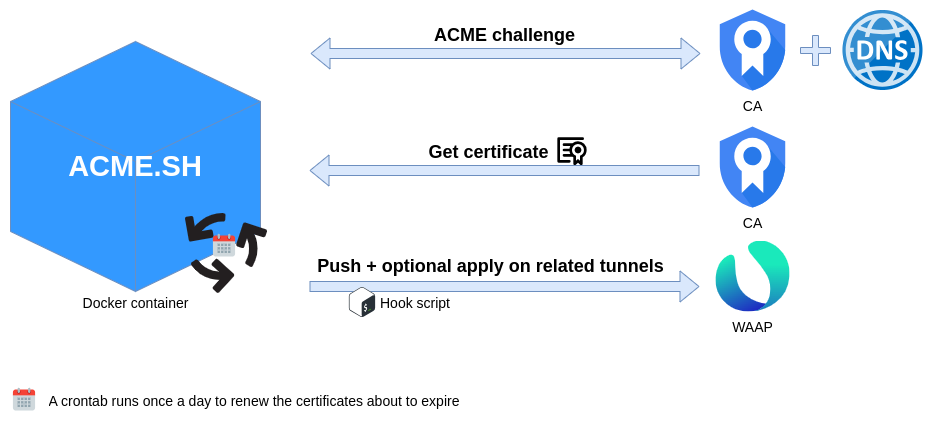 ACME challenge
DNS
CA
ACME.SH
Get certificate
CA
Push + optional apply on related tunnels
Hook script
Docker container
WAAP
A crontab runs once a day to renew the certificates about to expire